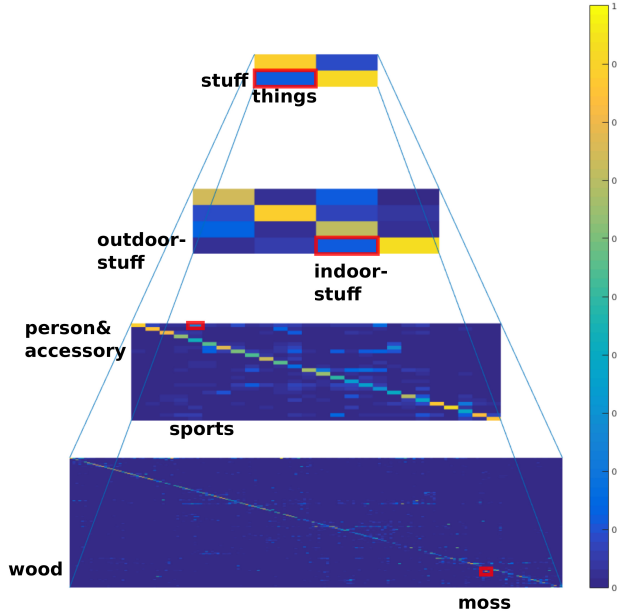 1
0
0
0
0
0
0
0
0
0
0
stuff
things
outdoor-
stuff
indoor-
stuff
person&
accessory
sports
wood
moss